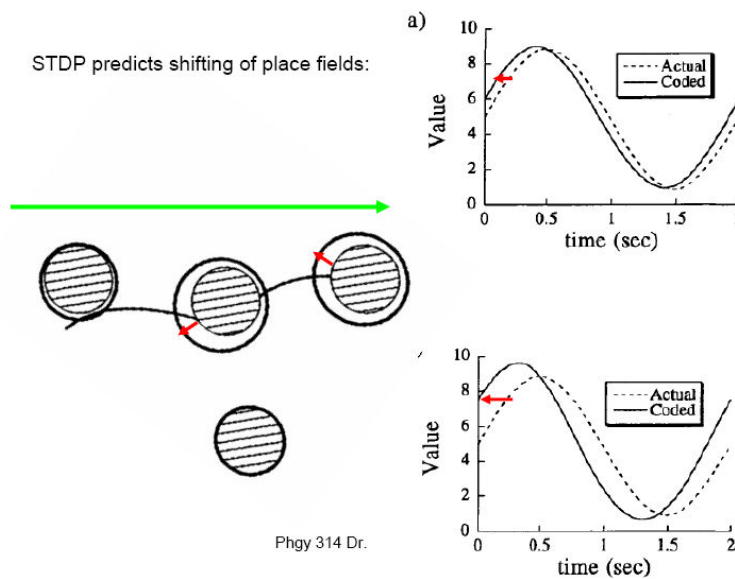 a)
STDP predicts shifting of place fields:
10
8
6
4
2
0
Value
Actual
Coded
0
0.5
1
1.5
time (sec)
10
8
6
4
2
0
Value
Actual
Coded
0
0.5
1
1.5
2
time (sec)
Phgy 314 Dr.